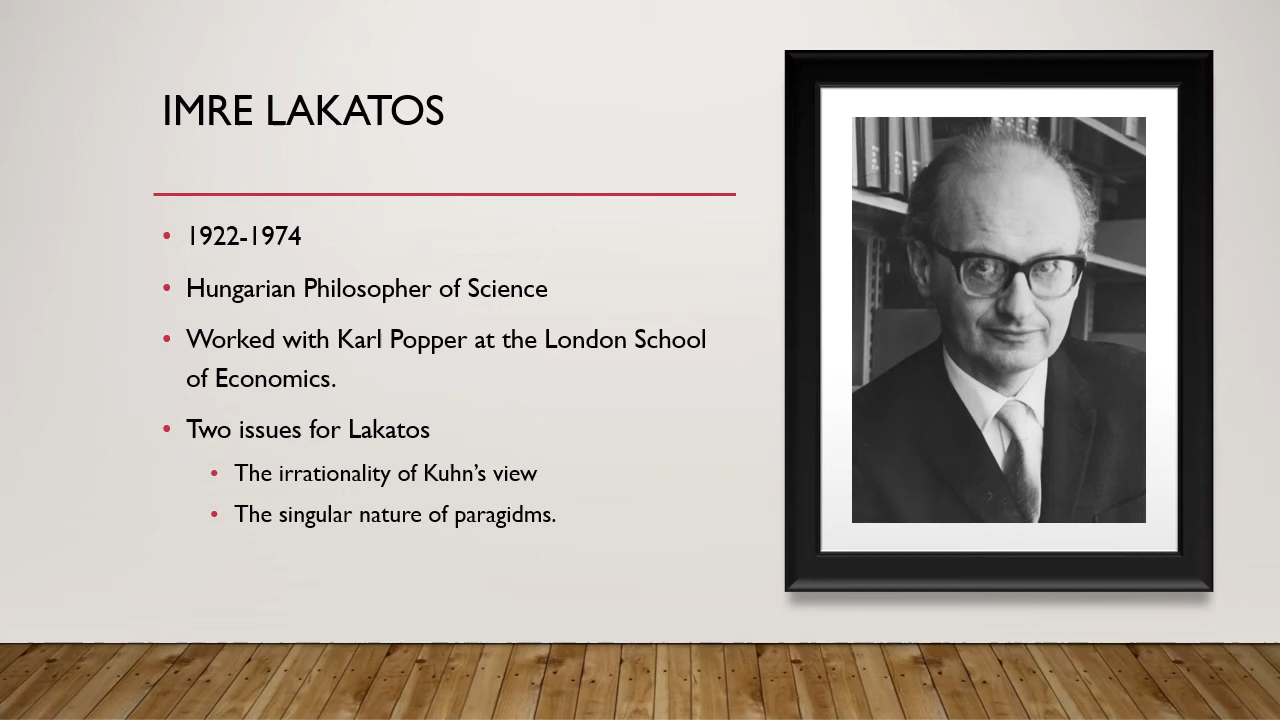 IMRE LAKATOS
• 1922-1974
• Hungarian Philosopher of Science
• Worked with Karl Popper at the London School
of Economics.
• Two issues for Lakatos
• The irrationality of Kuhn’s view
• The singular nature of paragidms.